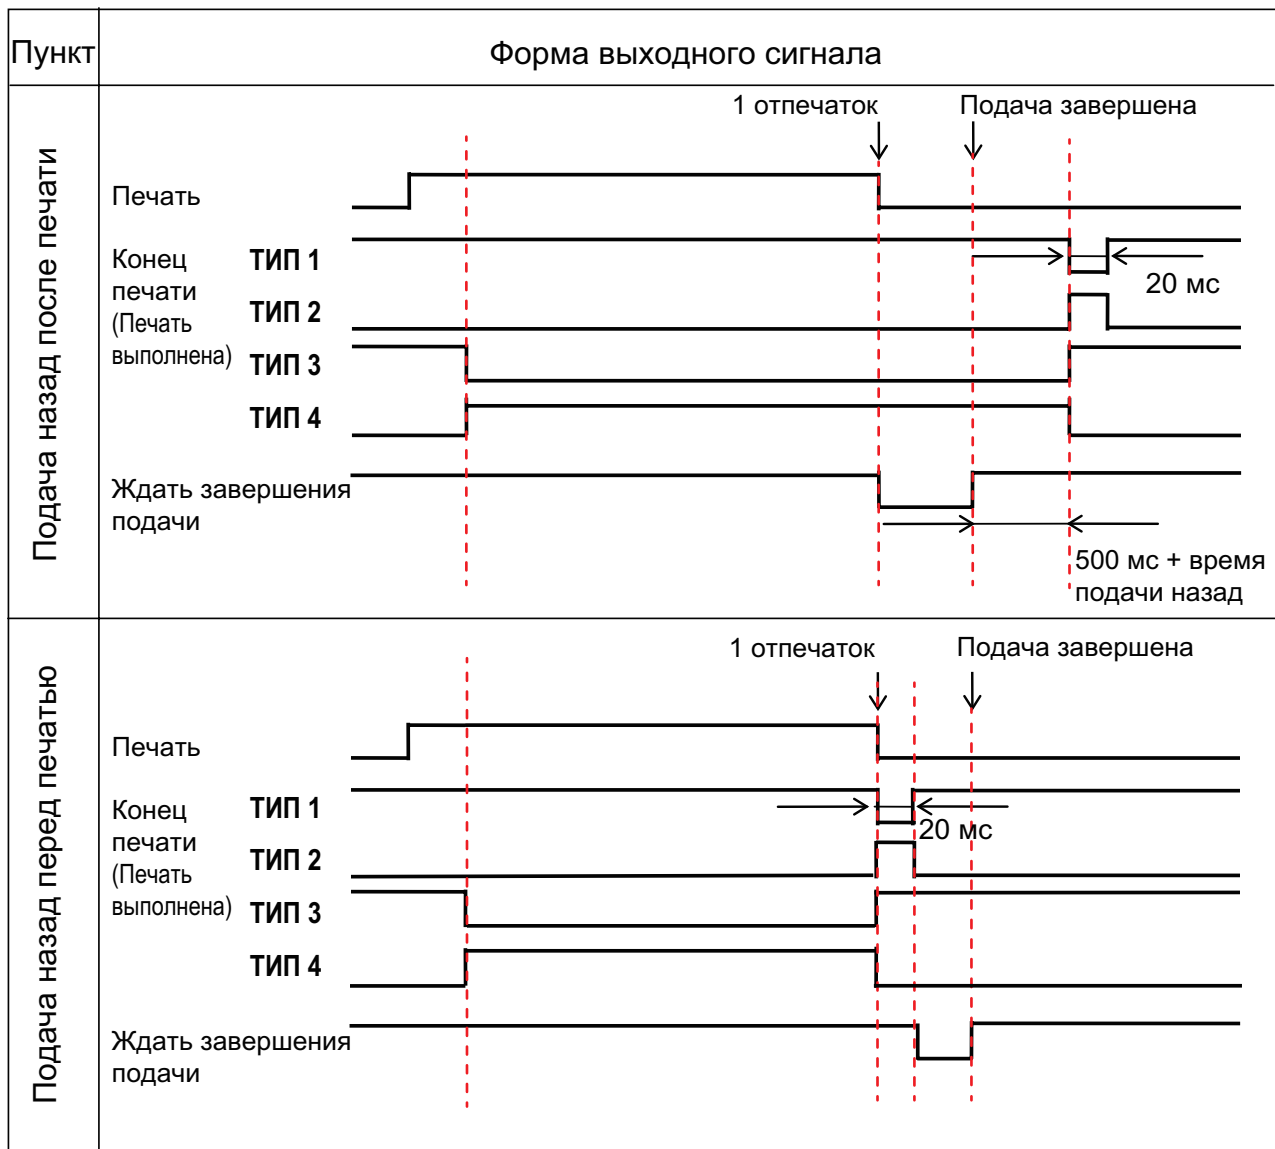 Пункт
Форма выходного сигнала
Подача назад после печати
1 отпечаток
Подача завершена
Печать
Конец
печати
(Печать
выполнена)
ТИП 1
20 мс
ТИП 2
ТИП 3
ТИП 4
Ждать завершения
подачи
500 мс + время
подачи назад
Подача назад перед печатью
1 отпечаток
Подача завершена
Печать
Конец
печати
(Печать
выполнена)
ТИП 1
20 мс
ТИП 2
ТИП 3
ТИП 4
Ждать завершения
подачи